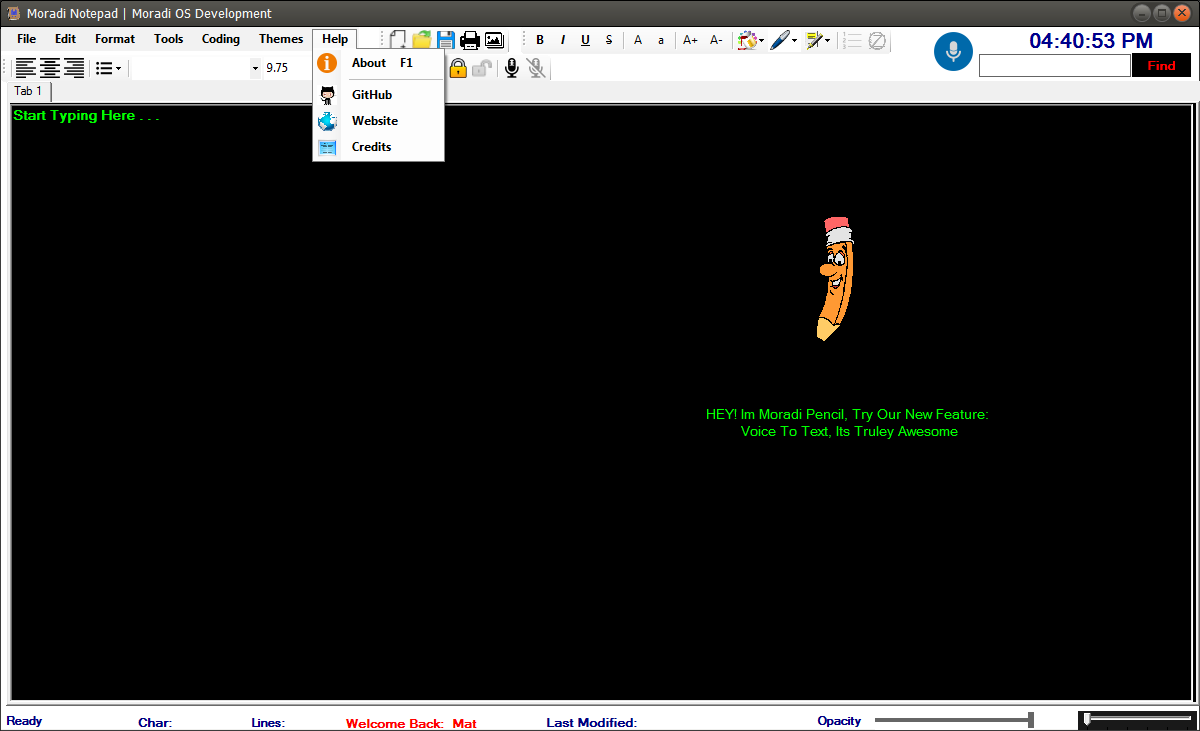 Moradi Notepad | Moradi OS Development
File Edit Format Tools Coding Themes Help
B I U S A a A+ A-
04:40:53 PM
9.75
Find
About F1
GitHub
Website
Credits
Tab 1
Start Typing Here . . .
HEY! Im Moradi Pencil, Try Our New Feature:
Voice To Text, Its Truley Awesome
Ready Char: Lines: Welcome Back: Mat Last Modified: Opacity